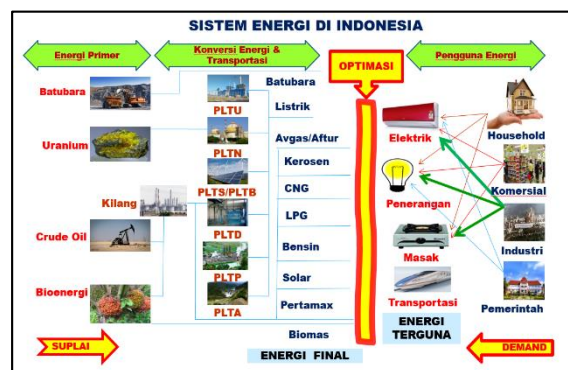 SISTEM ENERGI DI INDONESIA
Energi Primer
Konversi Energi &
Transportasi
OPTIMASI
Pengguna Energi
Batubara
Uranium
Kilang
Crude Oil
Bioenergi
PLTU
PLTN
PLTS/PLTB
PLTD
PLTP
PLTA
Batubara
Listrik
Avgas/Aftur
Kerosen
CNG
LPG
Bensin
Solar
Pertamax
Biomas
Elektrik
Penerangan
Masak
Transportasi
Household
Komersial
Industri
Pemerintah
SUPLAI
ENERGI FINAL
ENERGI
TERGUNA
DEMAND